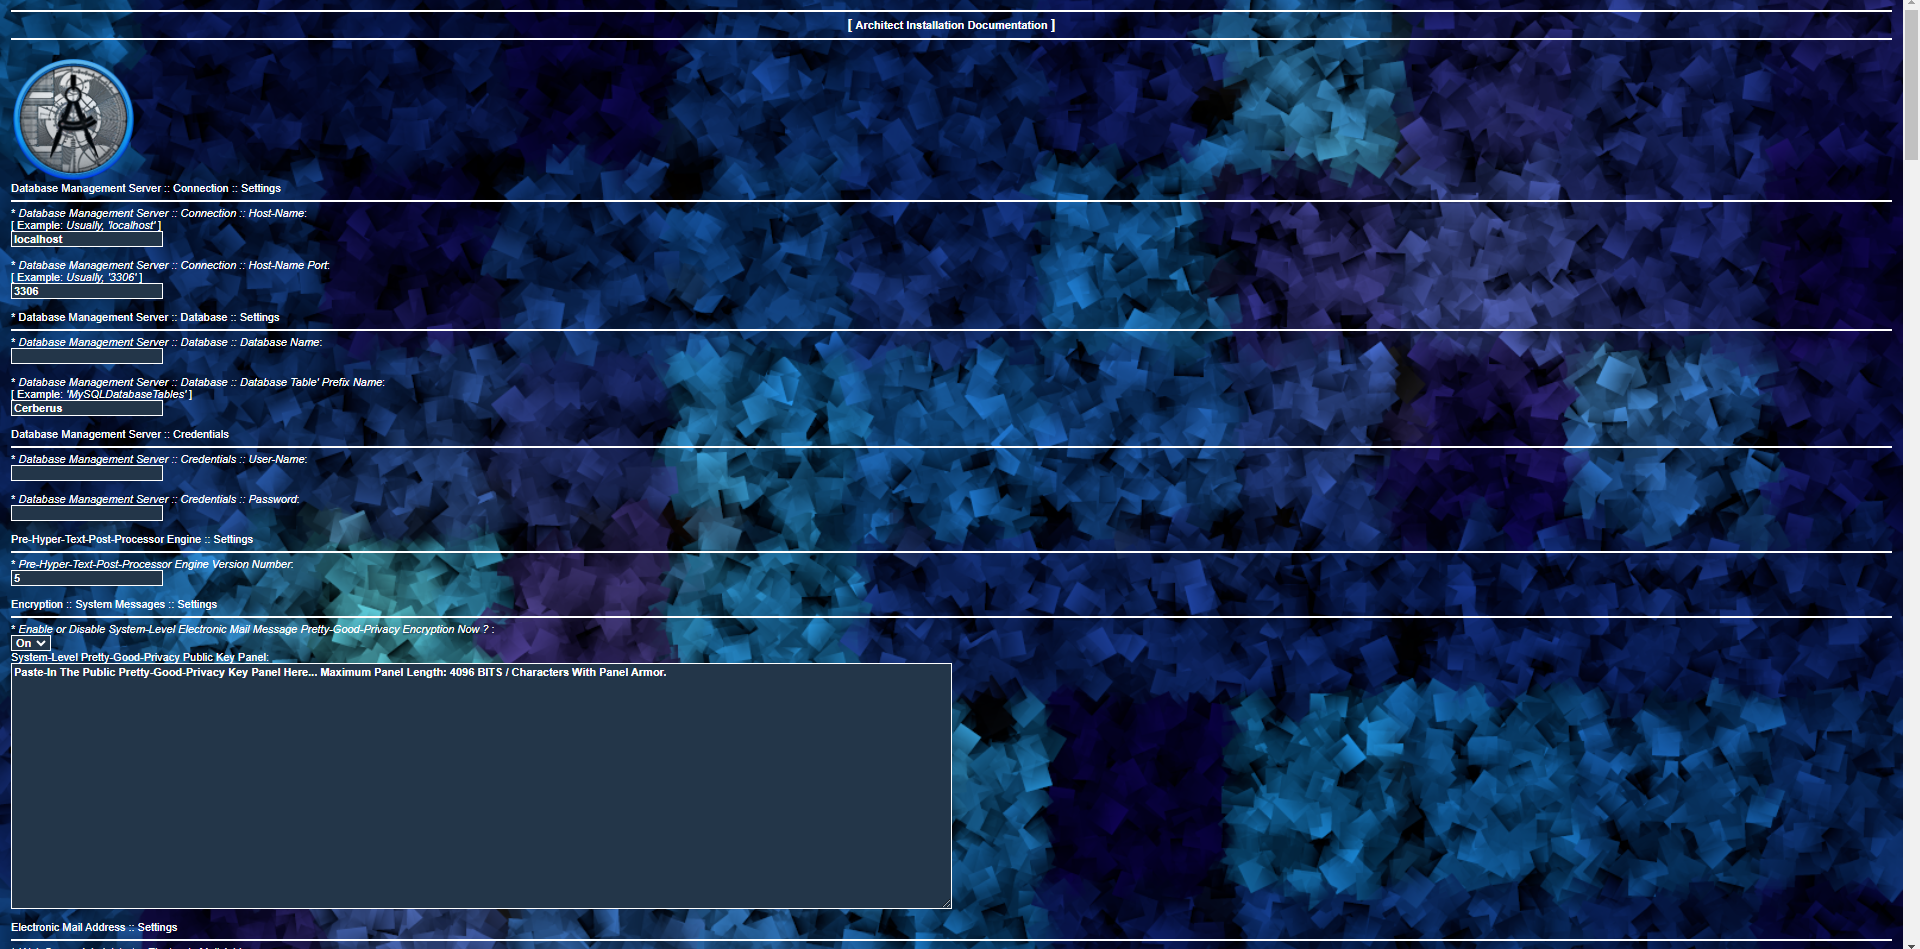 [ Architect Installation Documentation ]
Database Management Server :: Connection :: Settings
* Database Management Server :: Connection :: Host-Name:
[ Example: Usually, 'localhost' ]
localhost
* Database Management Server :: Connection :: Host-Name Port:
[ Example: Usually, '3306' ]
3306
* Database Management Server :: Database :: Settings
* Database Management Server :: Database :: Database Name:
* Database Management Server :: Database :: Database Table' Prefix Name:
[ Example: 'MySQLDatabaseTables' ]
Cerberus
Database Management Server :: Credentials
* Database Management Server :: Credentials :: User-Name:
* Database Management Server :: Credentials :: Password:
Pre-Hyper-Text-Post-Processor Engine :: Settings
* Pre-Hyper-Text-Post-Processor Engine Version Number:
5
Encryption :: System Messages :: Settings
* Enable or Disable System-Level Electronic Mail Message Pretty-Good-Privacy Encryption Now ? :
On
System-Level Pretty-Good-Privacy Public Key Panel:
Paste-In The Public Pretty-Good-Privacy Key Panel Here... Maximum Panel Length: 4096 BITS / Characters With Panel Armor.
Electronic Mail Address :: Settings